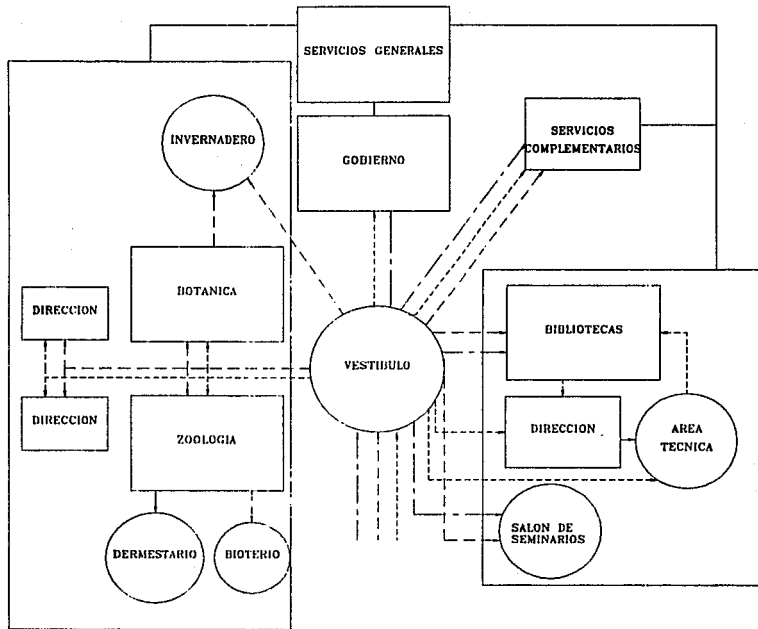 SERVICIOS GENERALES
INVERNADERO
GODIERNO
SERVICIOS
COMPLEMENTARIOS
BOTANICA
DIRECCION
BIBLIOTECAS
VESTIBULO
DIRECCION
ZOOLOGIA
DIRECCION
AREA
TECNICA
DERMESTARIO
BIOTERIO
SALON DE
SEMINARIOS